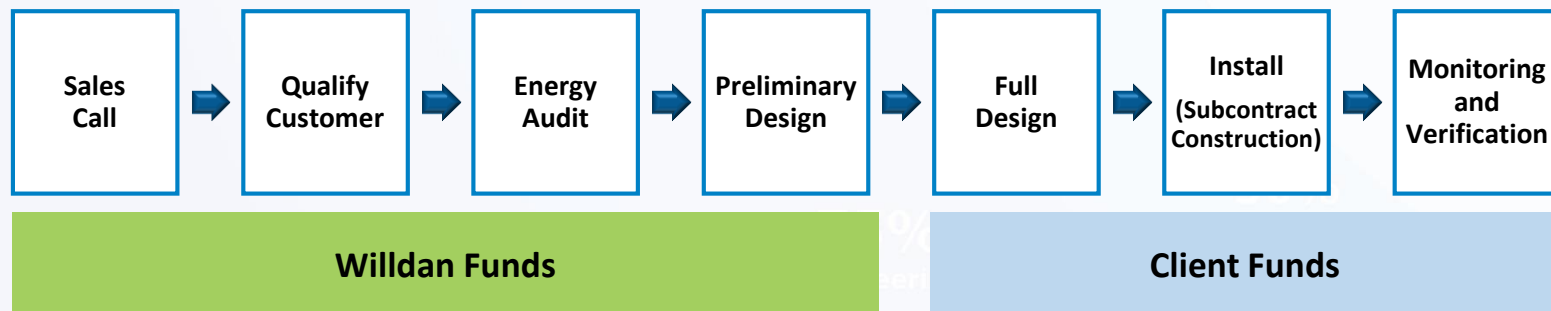 Sales
Call
Qualify
Customer
Energy
Audit
Preliminary
Design
Full
Design
Install
(Subcontract
Construction)
Monitoring
and
Verification
Willdan Funds
Client Funds